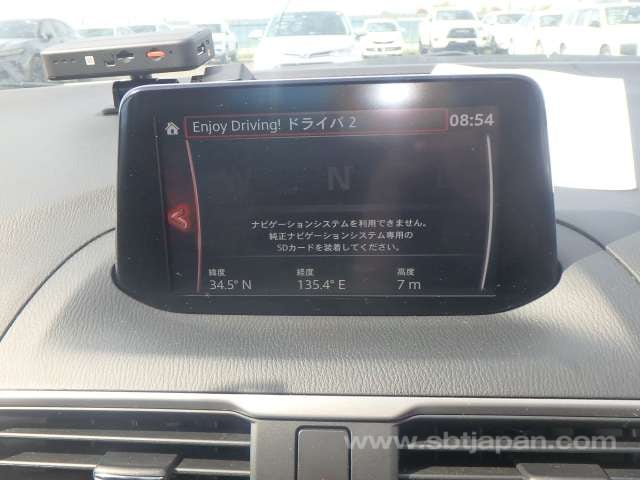 Enjoy Driving! ドライバ 2
08:54
W N E
ナビゲーションシステムを利用できません。
純正ナビゲーションシステム専用の
SDカードを装着してください。
緯度 経度 高度
34.5° N 135.4° E 7 m
www.sbtjapan.com